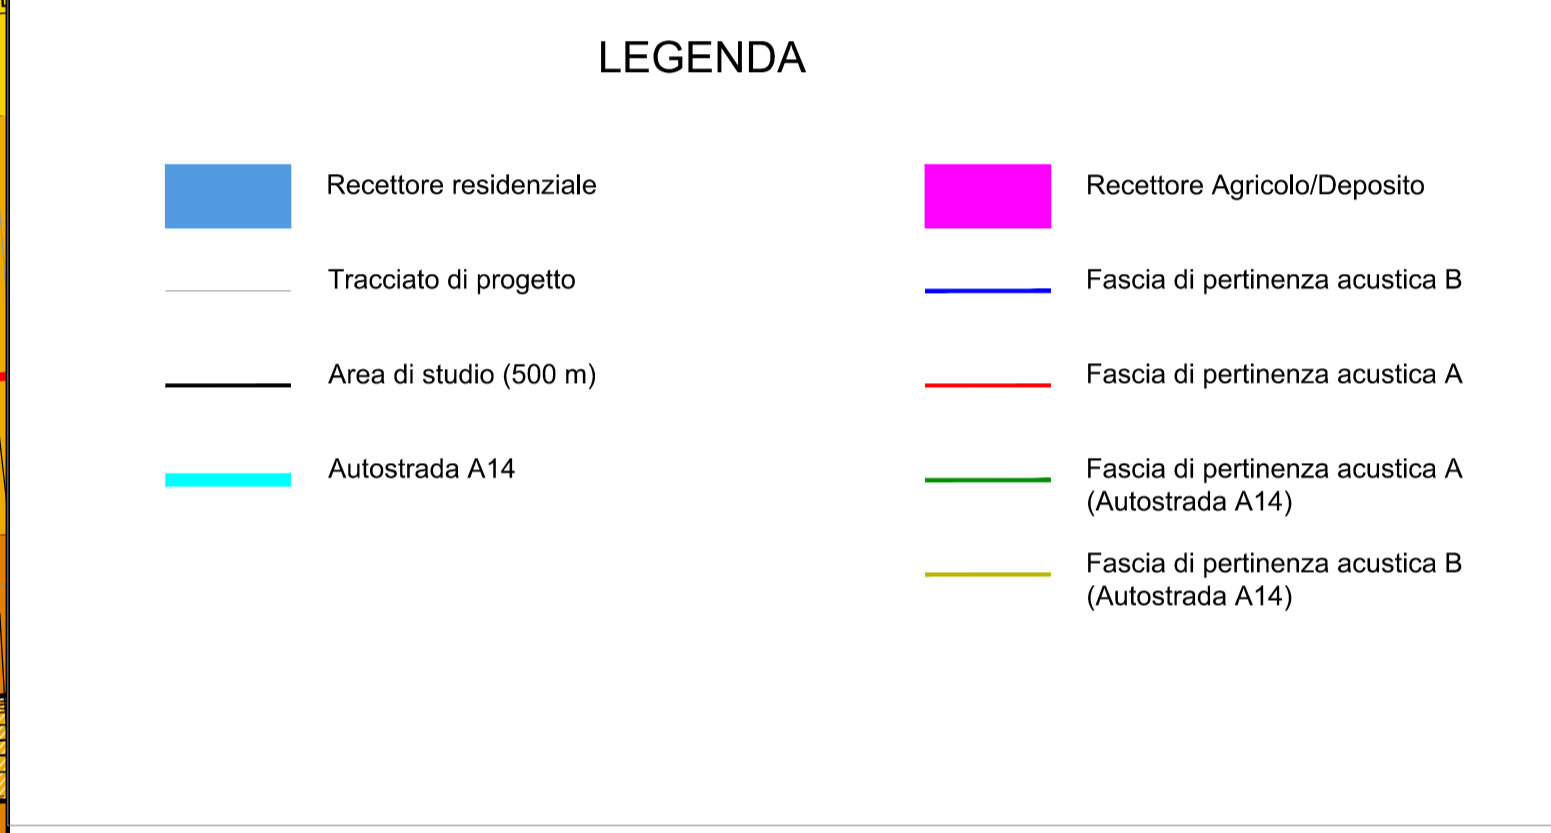 LEGENDA
Recettore residenziale
Tracciato di progetto
Area di studio (500 m)
Autostrada A14
Recettore Agricolo/Deposito
Fascia di pertinenza acustica B
Fascia di pertinenza acustica A
Fascia di pertinenza acustica A
(Autostrada A14)
Fascia di pertinenza acustica B
(Autostrada A14)